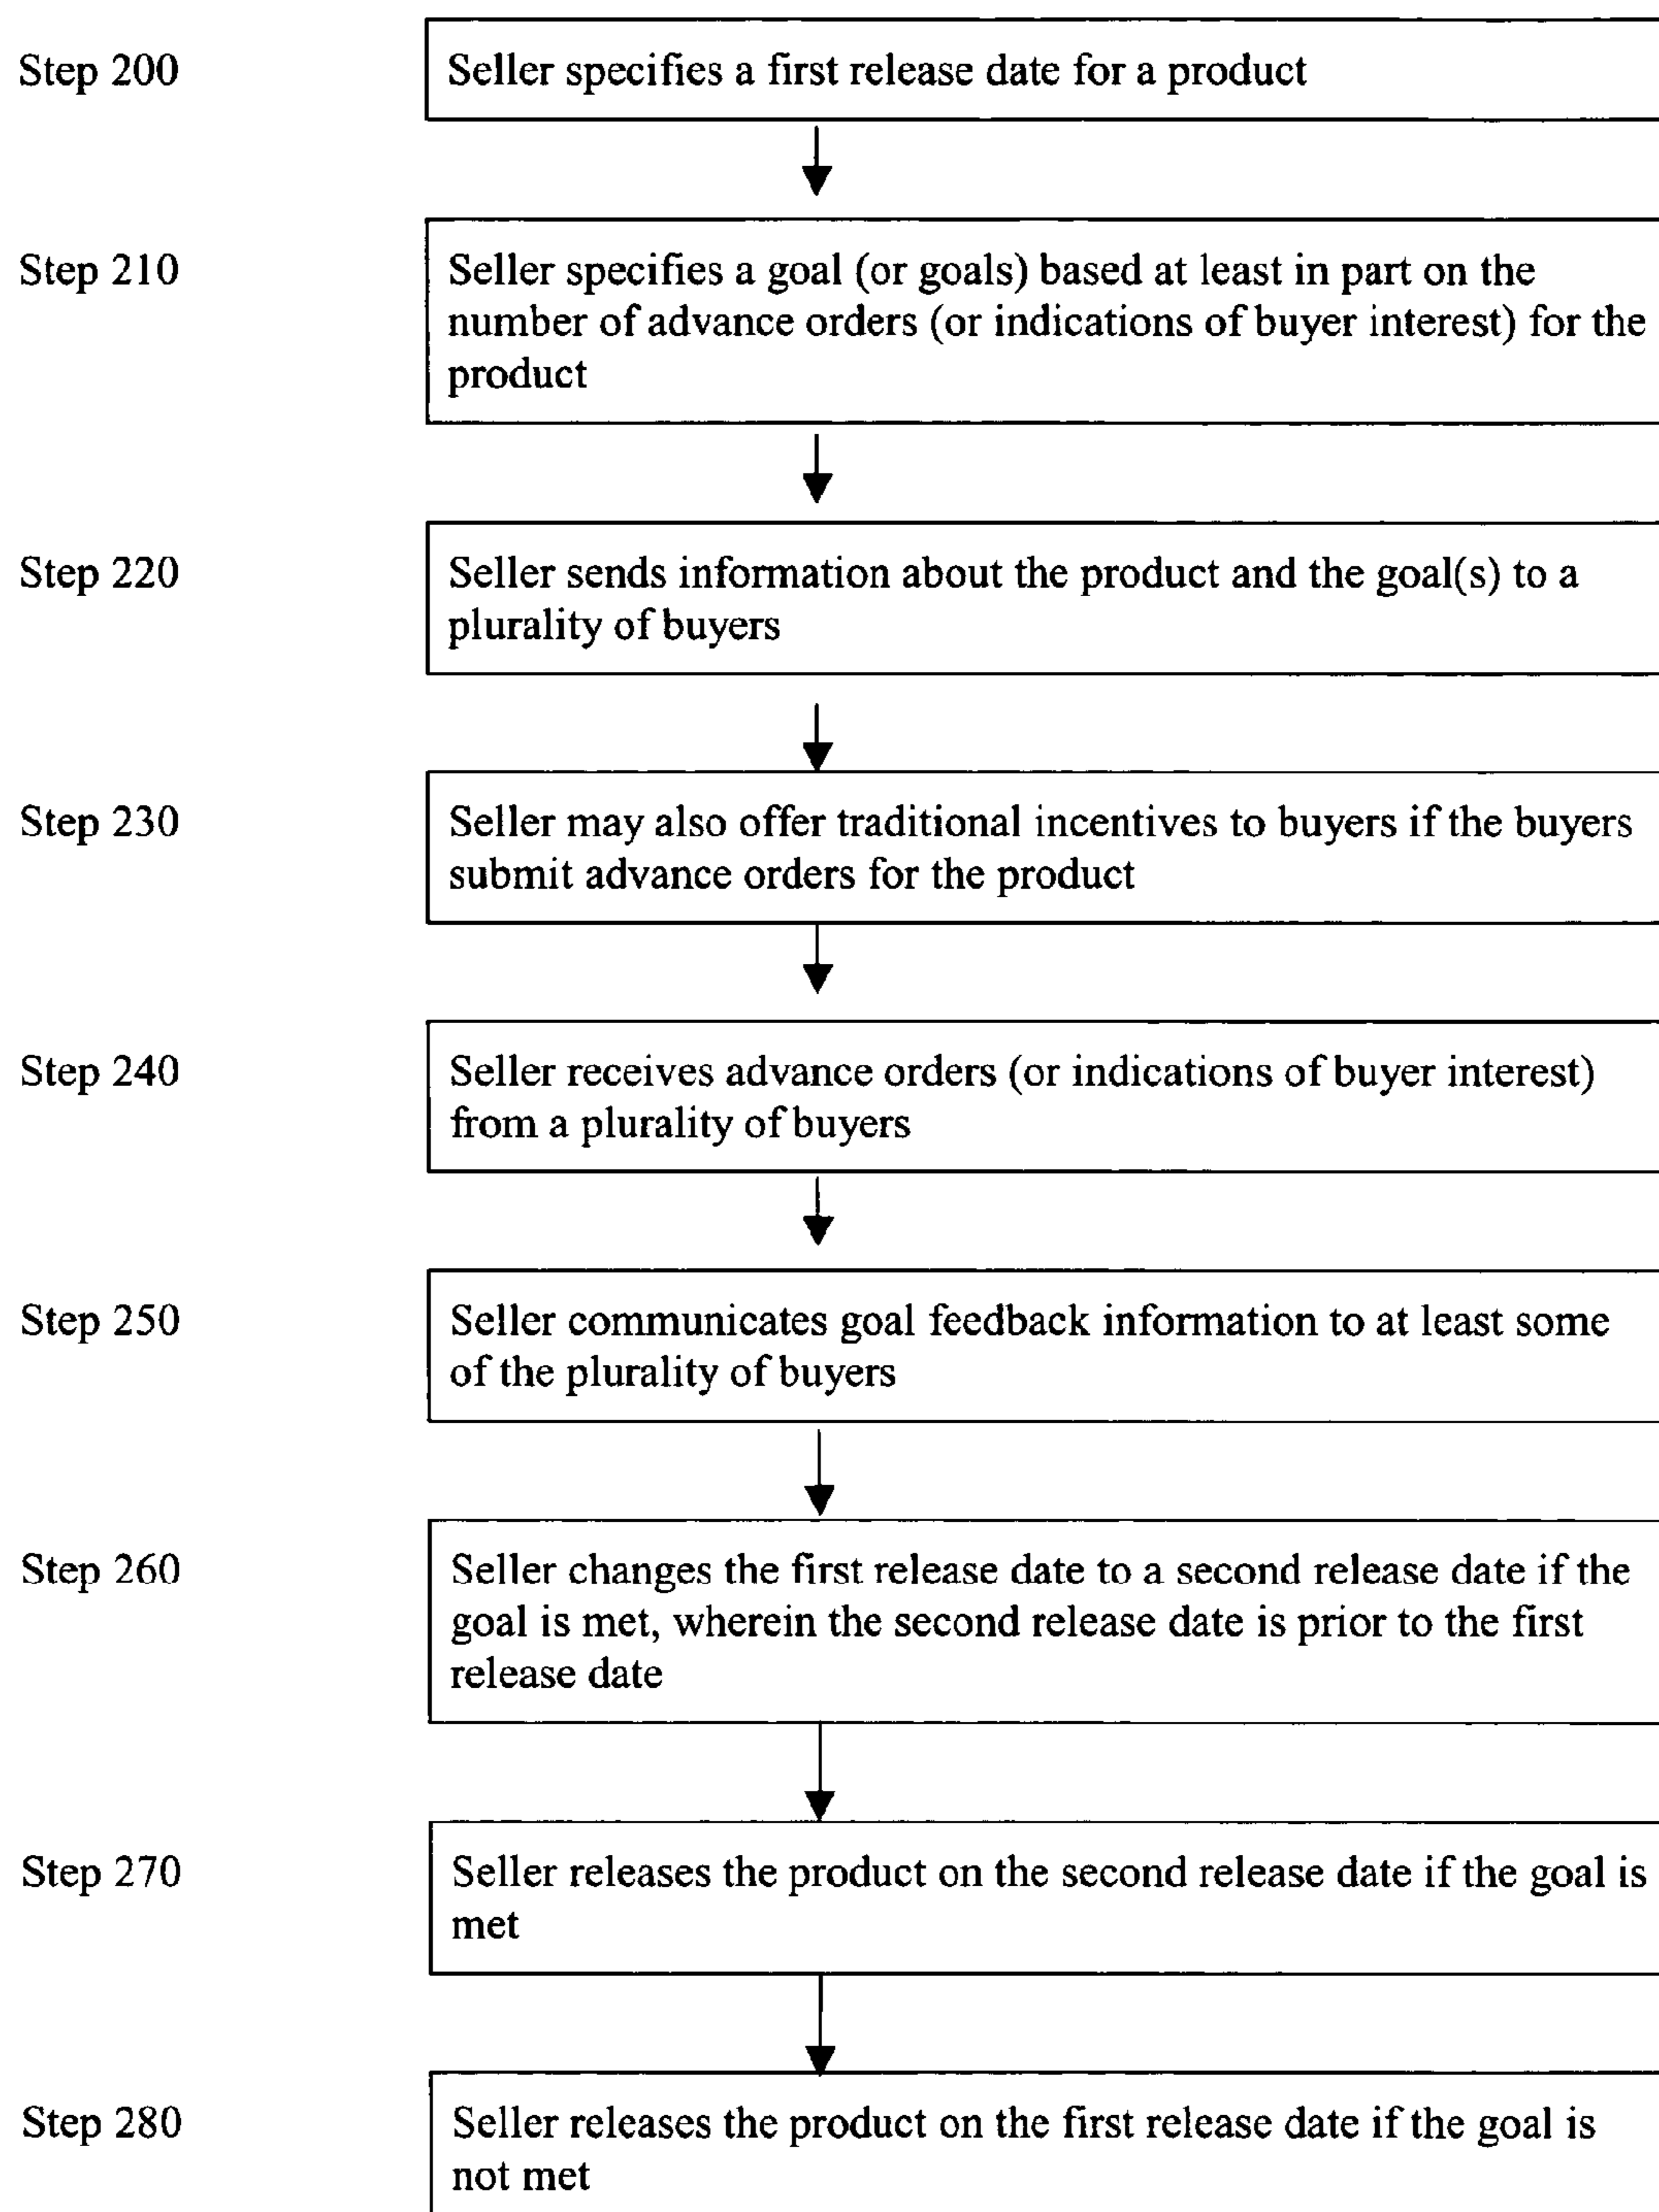 Step 200
Seller specifies a first release date for a product
Step 210
Seller specifies a goal (or goals) based at least in part on the
number of advance orders (or indications of buyer interest) for the
product
Step 220
Seller sends information about the product and the goal(s) to a
plurality of buyers
Step 230
Seller may also offer traditional incentives to buyers if the buyers
submit advance orders for the product
Step 240
Seller receives advance orders (or indications of buyer interest)
from a plurality of buyers
Step 250
Seller communicates goal feedback information to at least some
of the plurality of buyers
Step 260
Seller changes the first release date to a second release date if the
goal is met, wherein the second release date is prior to the first
release date
Step 270
Seller releases the product on the second release date if the goal is
met
Step 280
Seller releases the product on the first release date if the goal is
not met